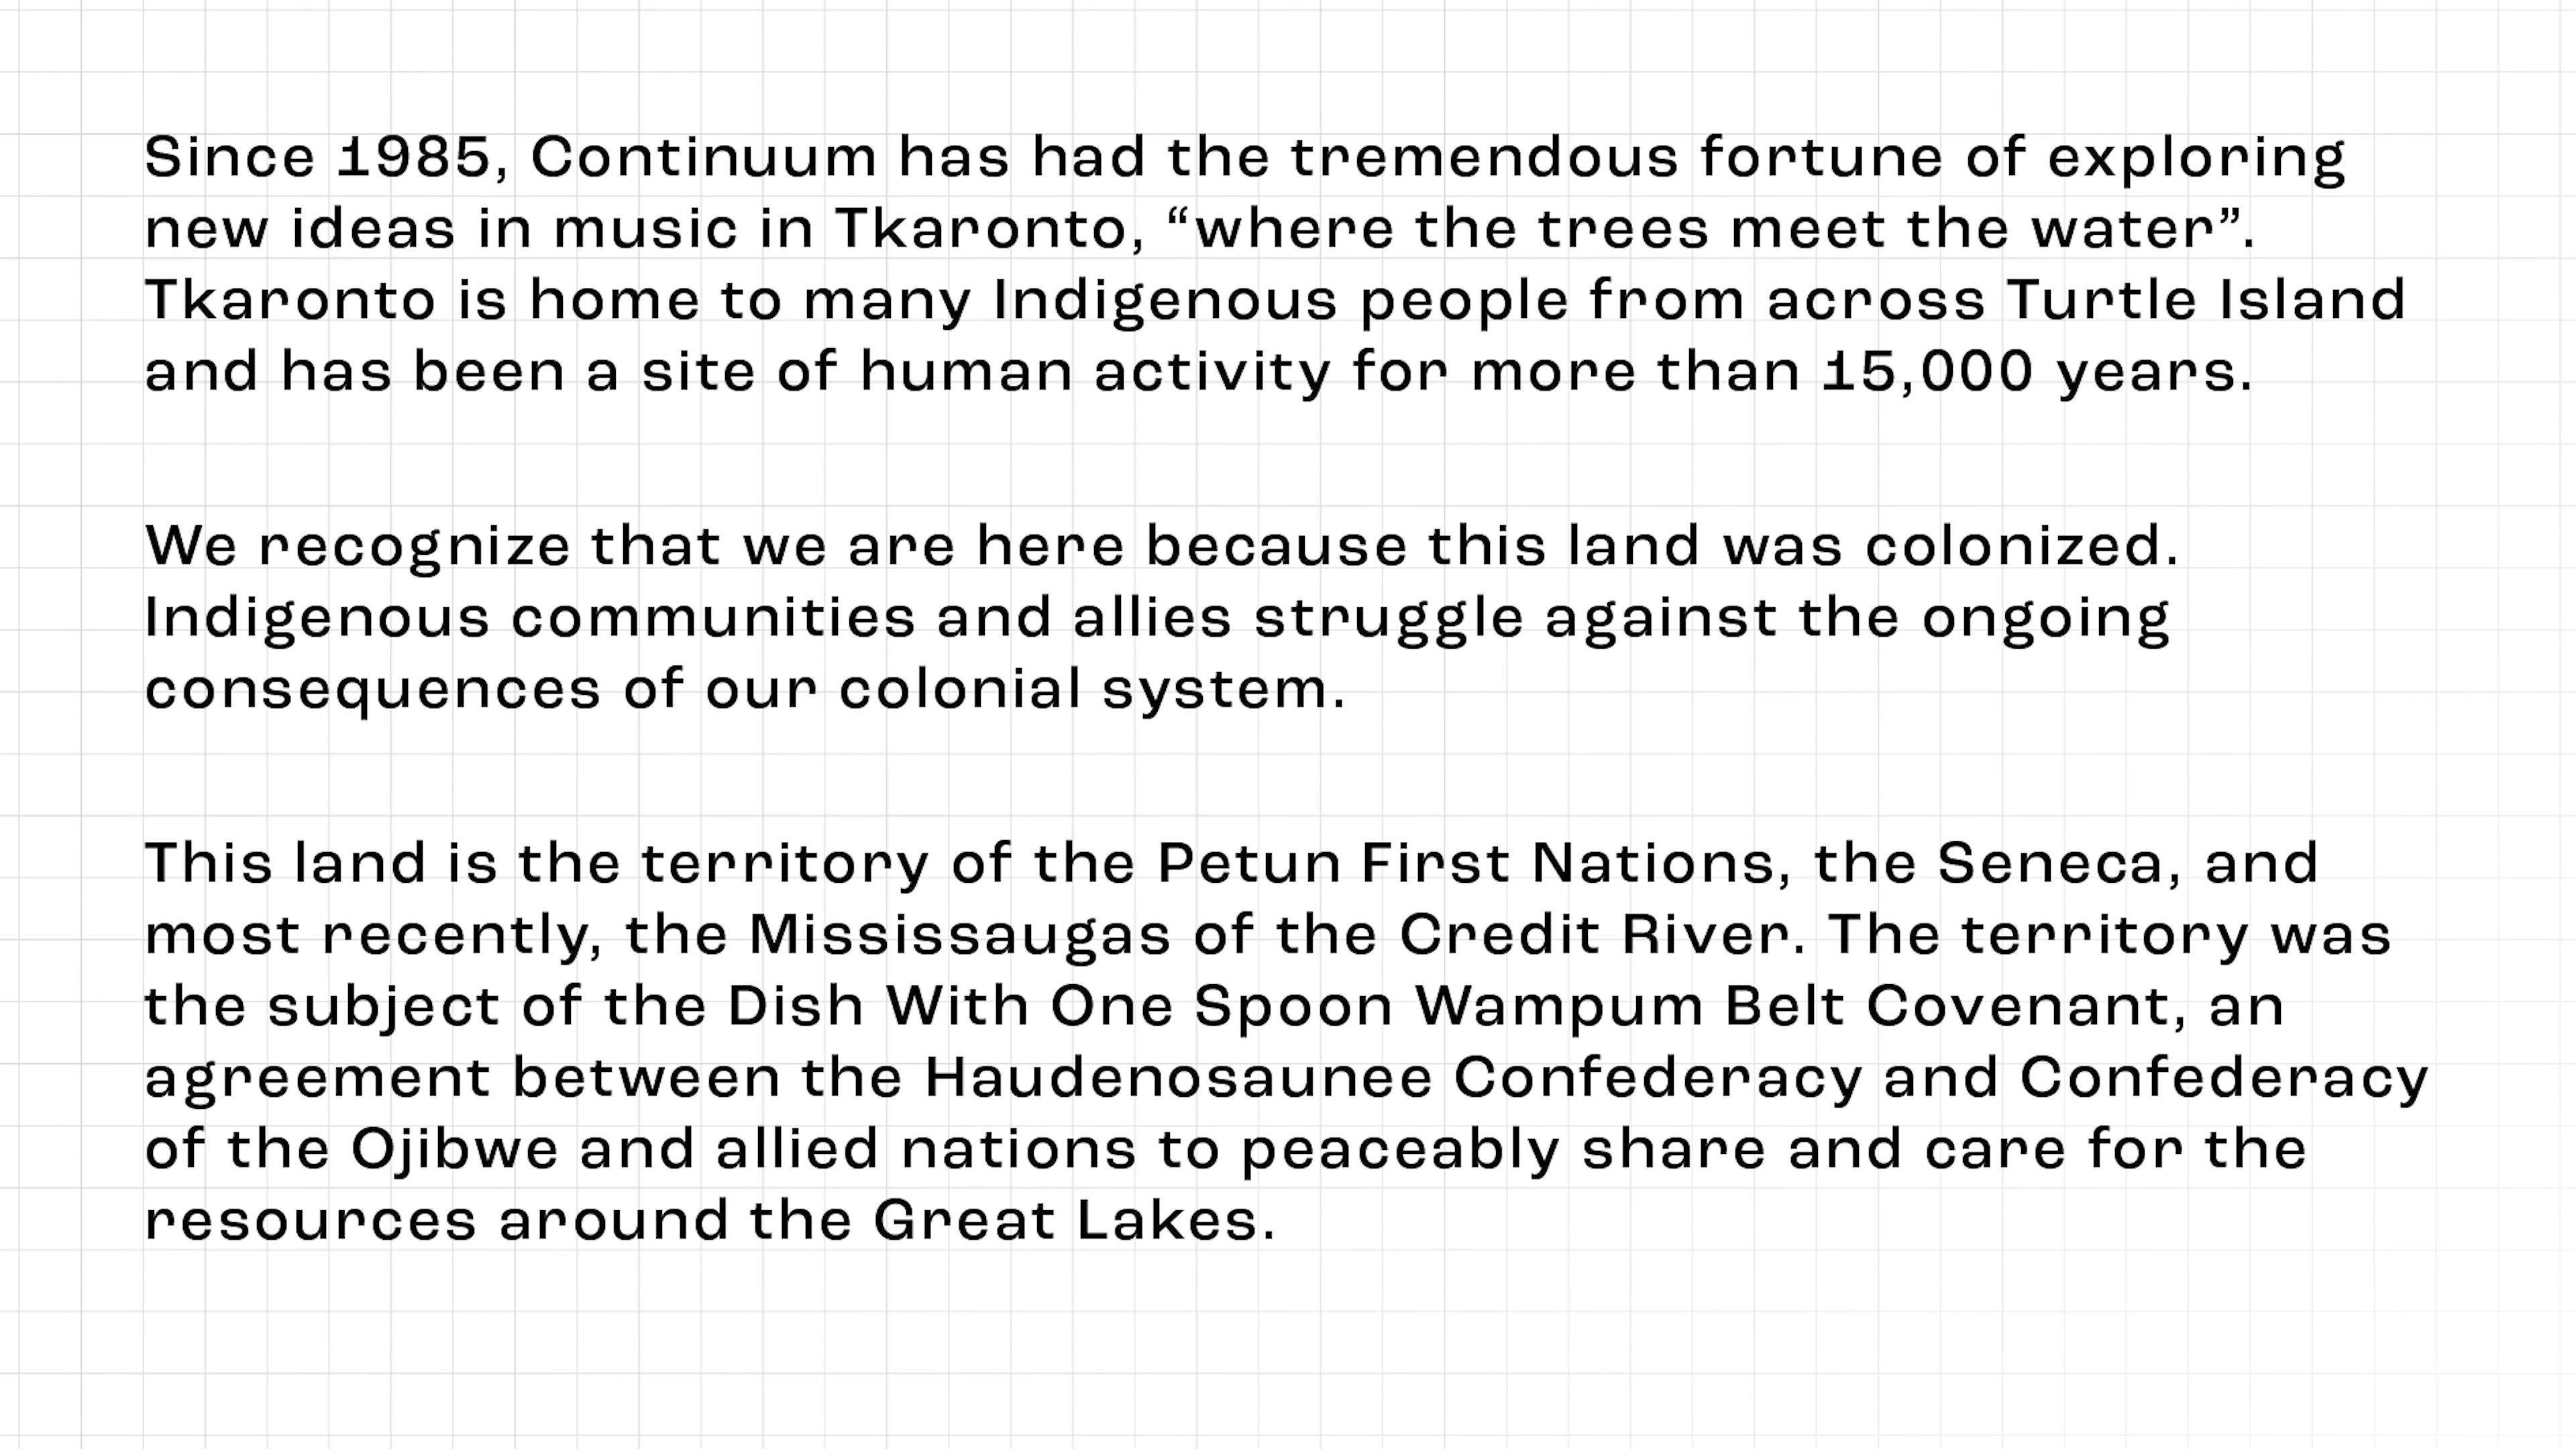 Since 1985, Continuum has had the tremendous fortune of exploring
new ideas in music in Tkaronto, “where the trees meet the water”.
Tkaronto is home to many Indigenous people from across Turtle Island
and has been a site of human activity for more than 15,000 years.
We recognize that we are here because this land was colonized.
Indigenous communities and allies struggle against the ongoing
consequences of our colonial system.
This land is the territory of the Petun First Nations, the Seneca, and
most recently, the Mississaugas of the Credit River. The territory was
the subject of the Dish With One Spoon Wampum Belt Covenant, an
agreement between the Haudenosaunee Confederacy and Confederacy
of the Ojibwe and allied nations to peaceably share and care for the
resources around the Great Lakes.